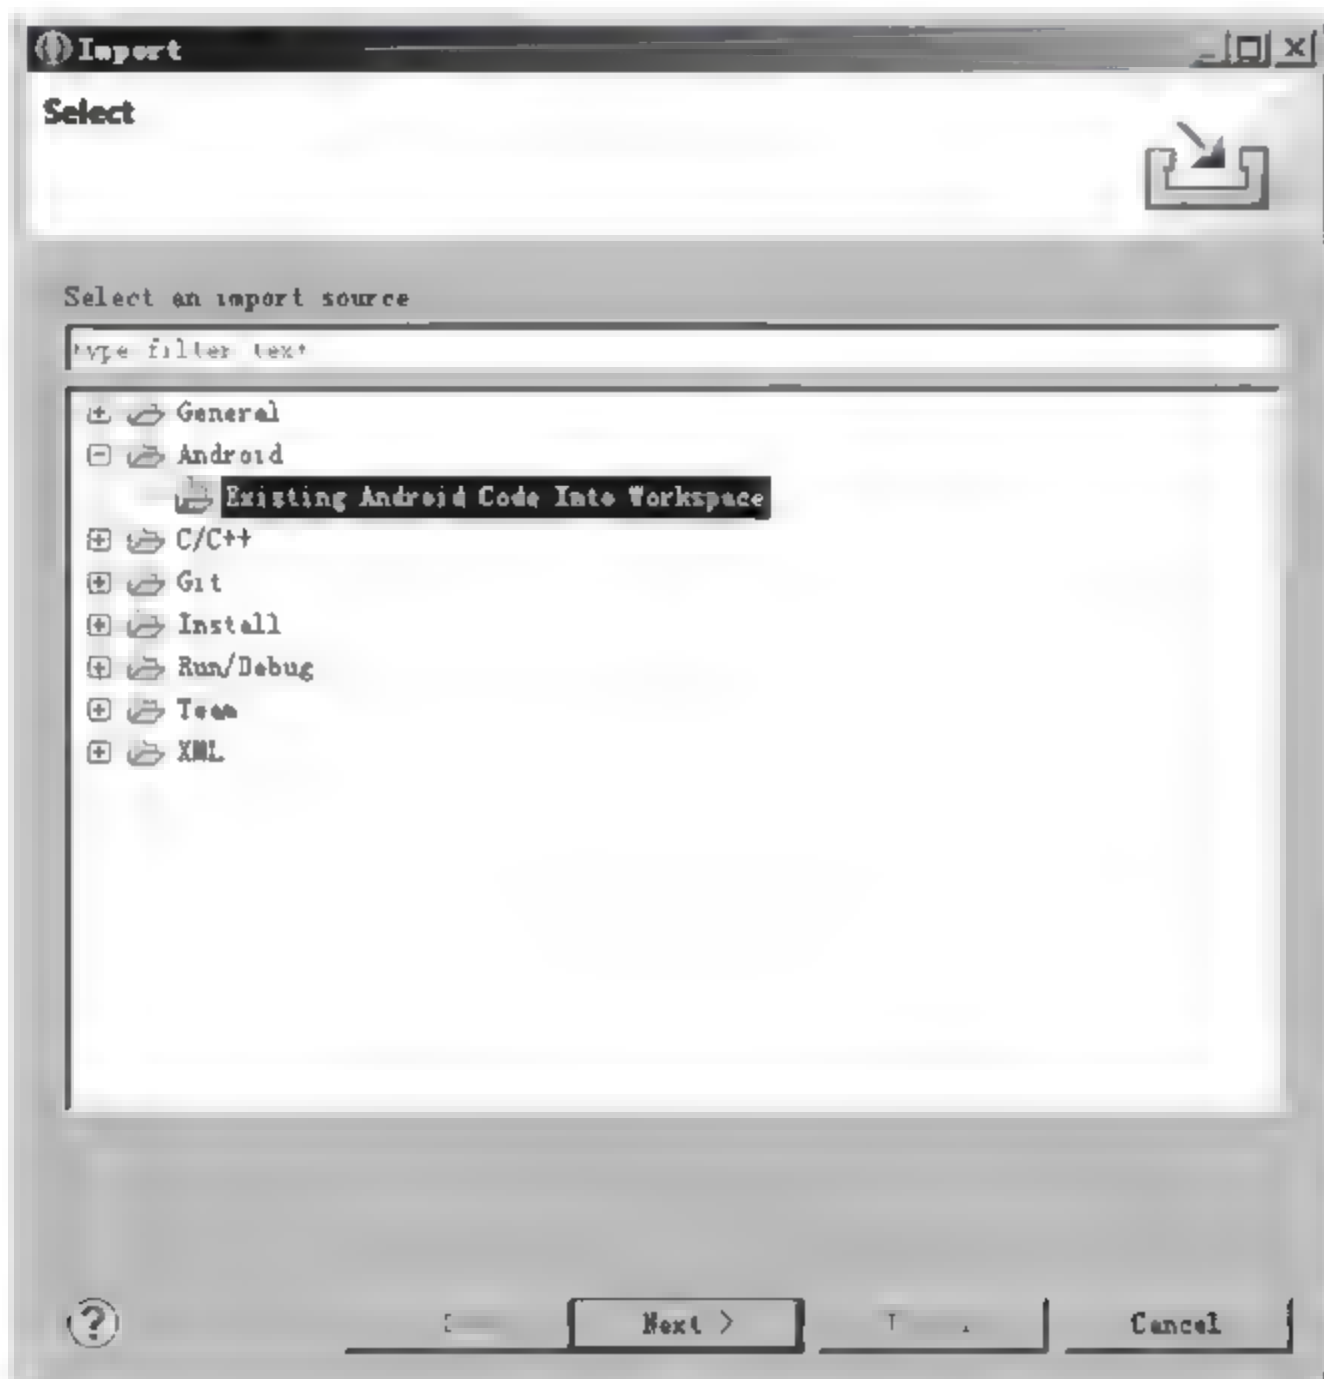 Import
Select
Select an import source
type filter text
General
Android
Existing Android Code Into Workspace
C/C++
Git
Install
Run/Debug
Team
XML
Next >
Cancel